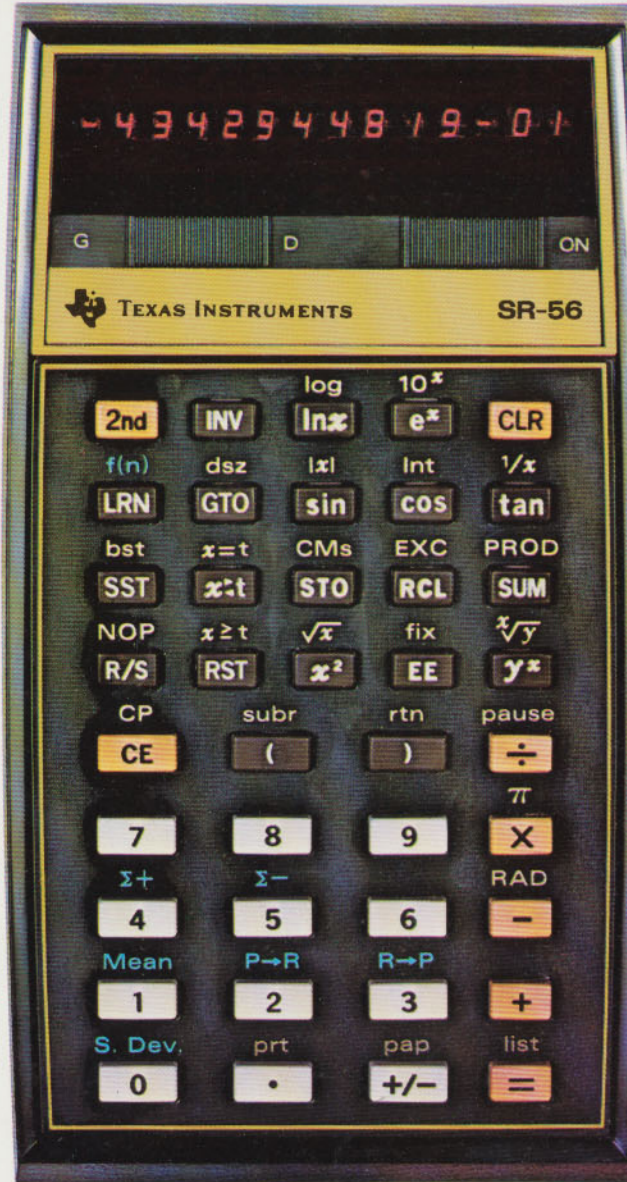 -4342944819-01
G D ON
TEXAS INSTRUMENTS SR-56
log 10ˣ
2nd INV lnx eˣ CLR
f(n) dsz |x| Int 1/x
LRN GTO sin cos tan
bst x=t CMs EXC PROD
SST x:t STO RCL SUM
NOP x≥t √x fix ˣ√y
R/S RST x² EE yˣ
CP subr rtn pause
CE ( ) ÷
π
7 8 9 ×
Σ+ Σ− RAD
4 5 6 −
Mean P→R R→P
1 2 3 +
S. Dev. prt pap list
0 . +/− =